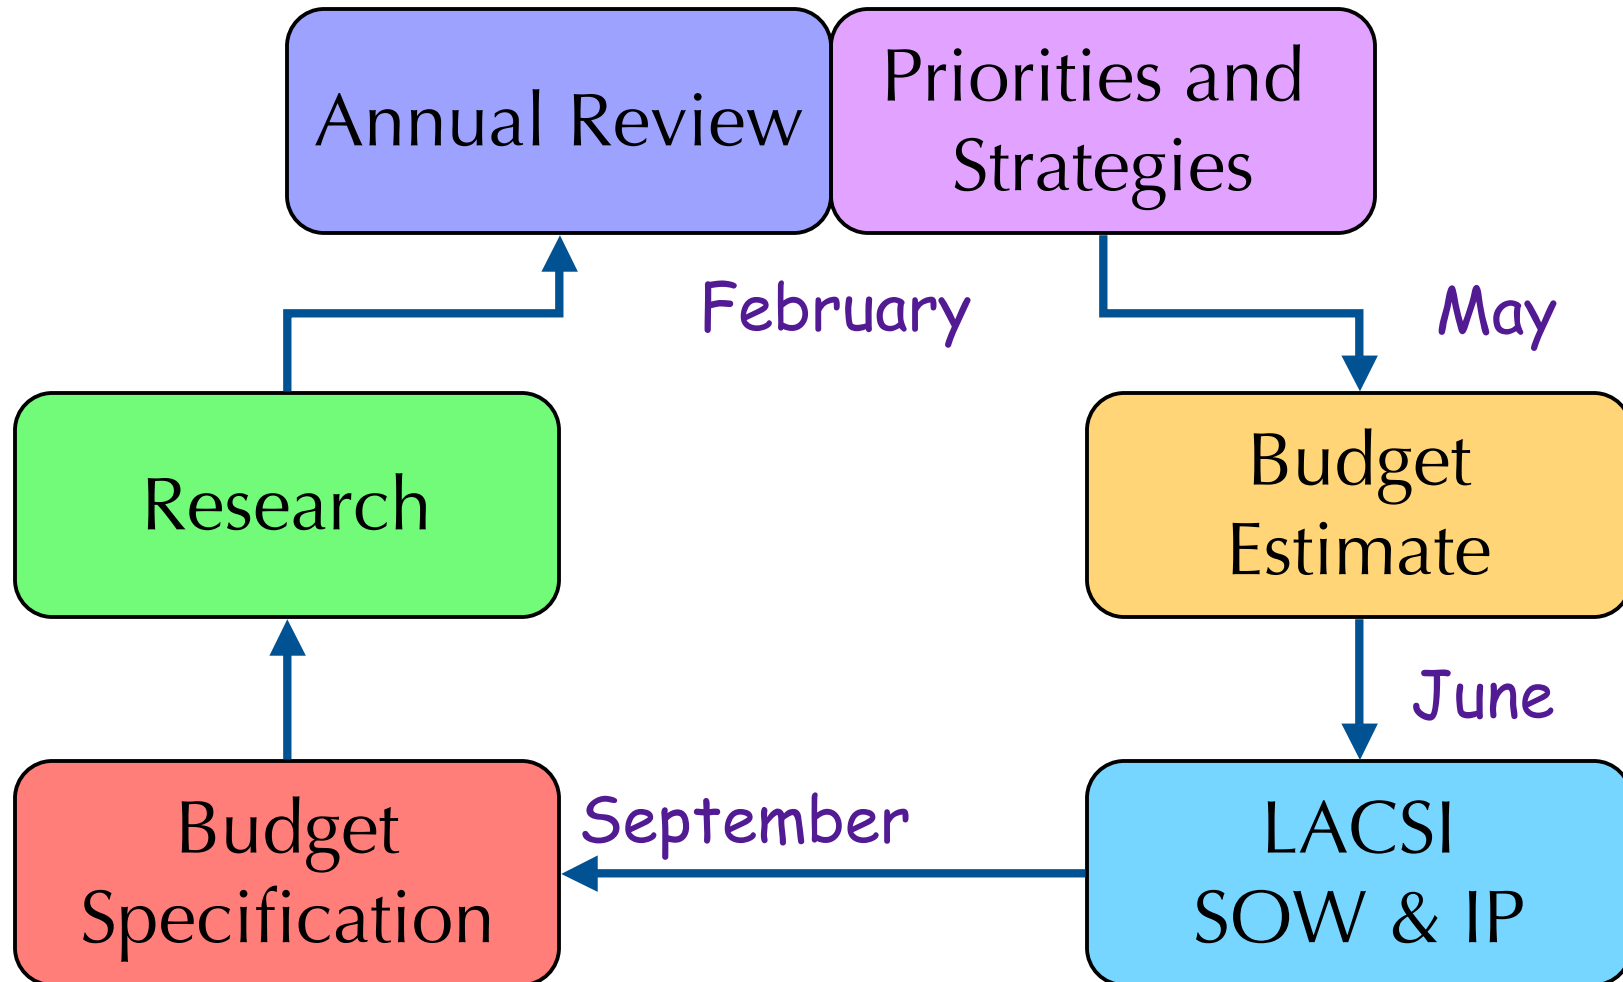 Annual Review
Priorities and
Strategies
February
May
Research
Budget
Estimate
June
Budget
Specification
September
LACSI
SOW & IP